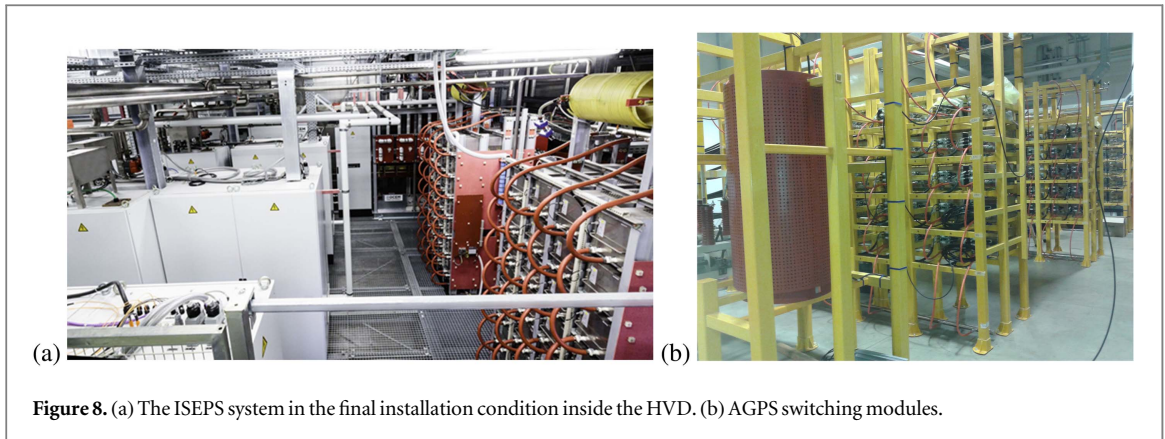 (a) (b)
Figure 8. (a) The ISEPS system in the final installation condition inside the HVD. (b) AGPS switching modules.